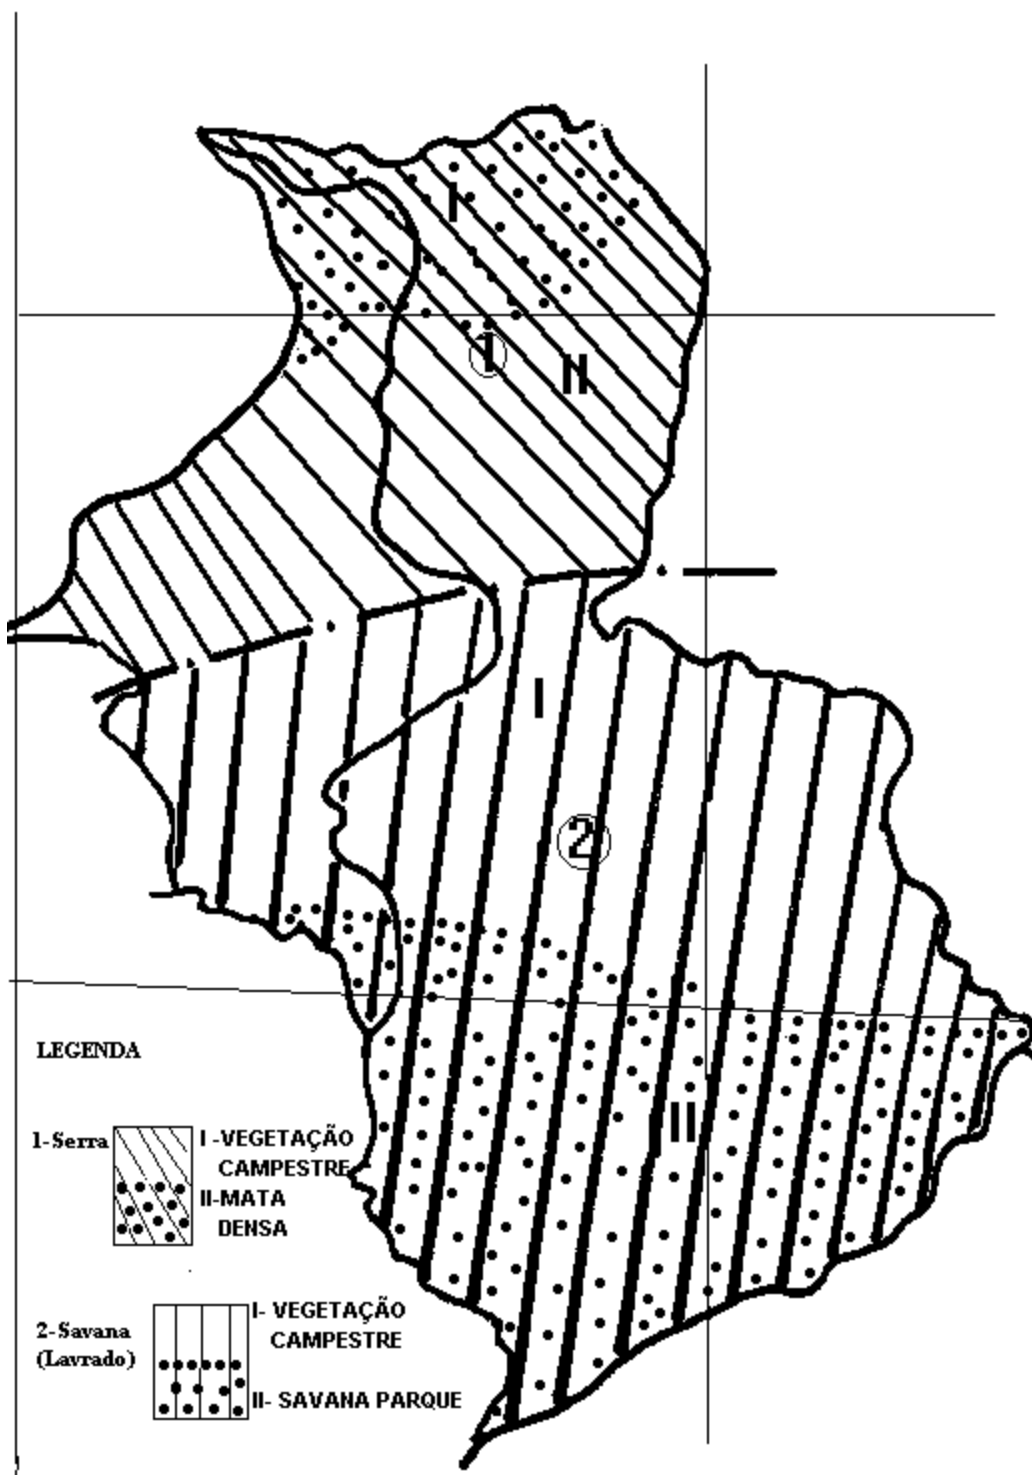 I
1
II
I
2
II
LEGENDA
1-Serra
I -VEGETAÇÃO
CAMPESTRE
II-MATA
DENSA
2-Savana
(Lavrado)
I- VEGETAÇÃO
CAMPESTRE
II- SAVANA PARQUE